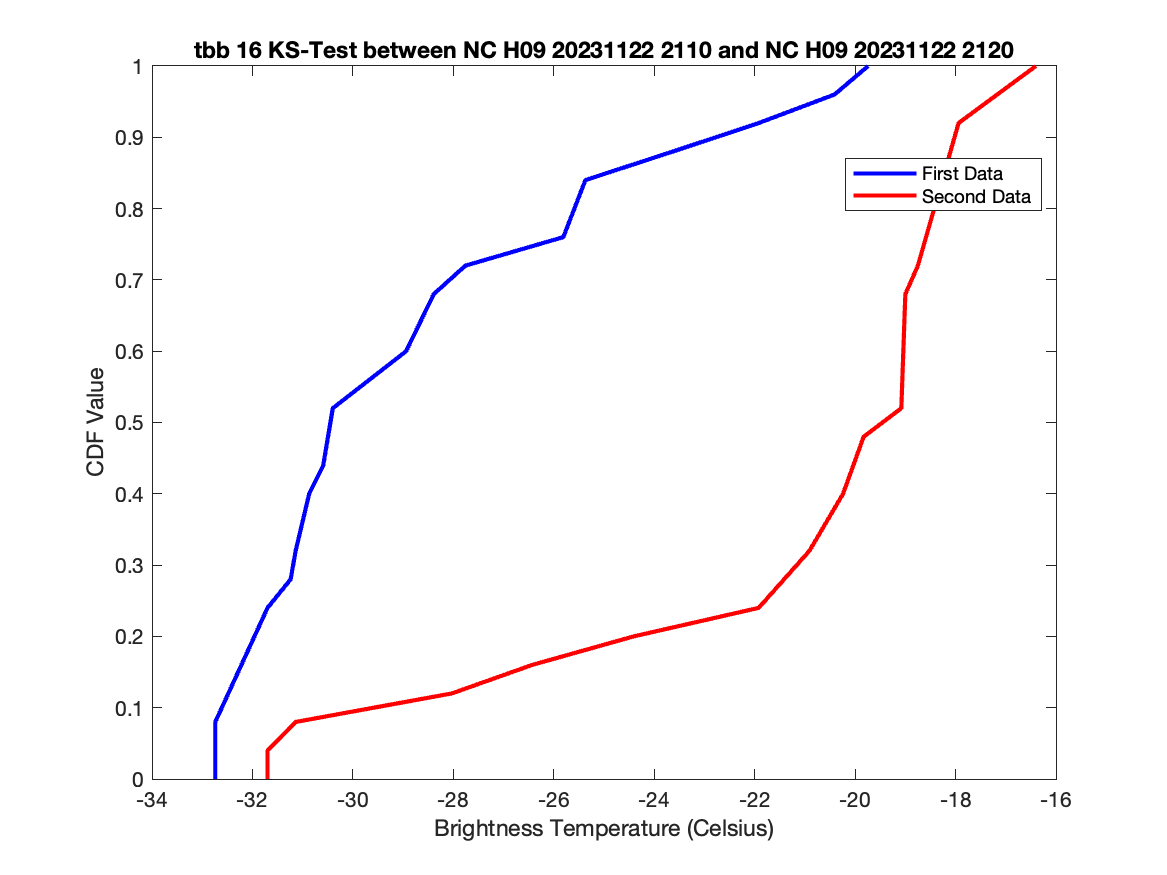 tbb 16 KS-Test between NC H09 20231122 2110 and NC H09 20231122 2120
1
0.9
0.8
0.7
0.6
0.5
0.4
0.3
0.2
0.1
0
CDF Value
First Data
Second Data
-34 -32 -30 -28 -26 -24 -22 -20 -18 -16
Brightness Temperature (Celsius)